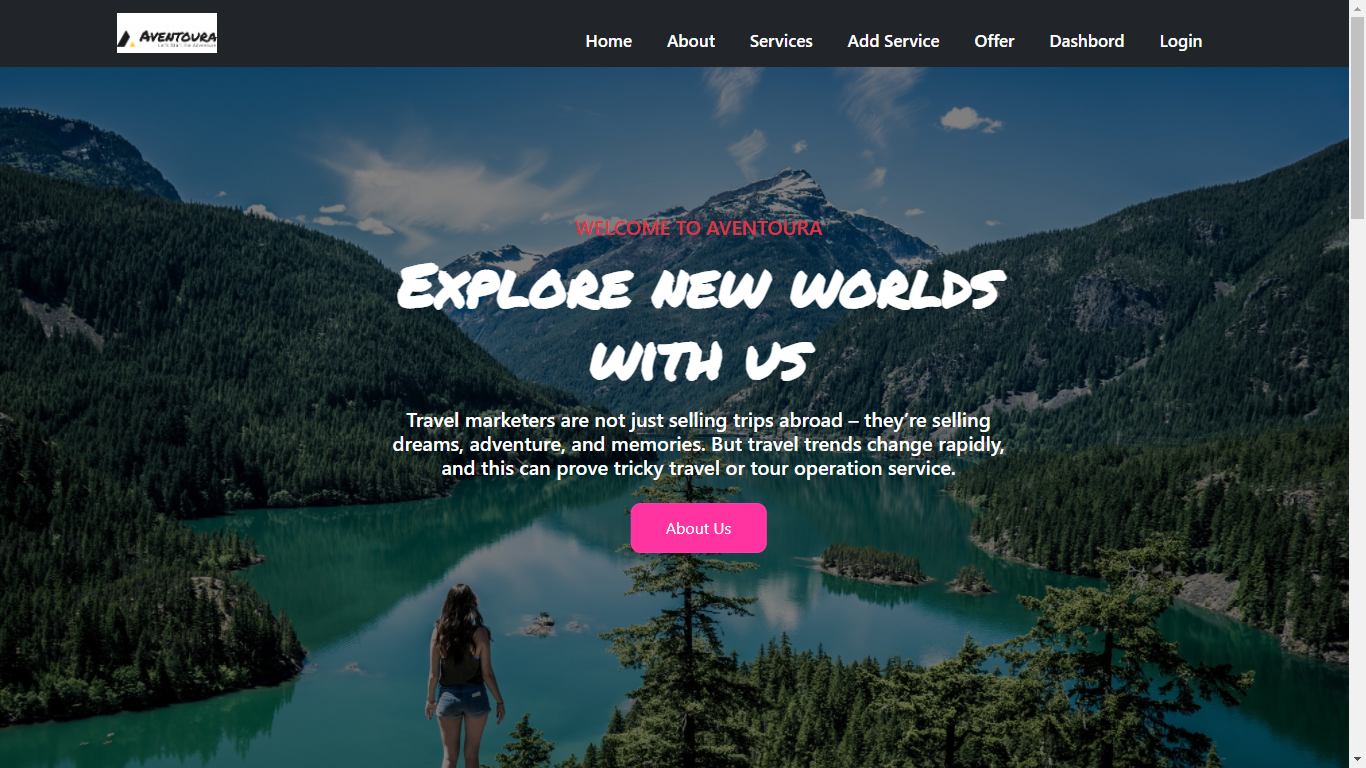 AVENTOURA
Let's Start The Adventure
Home About Services Add Service Offer Dashbord Login
WELCOME TO AVENTOURA
EXPLORE NEW WORLDS
WITH US
Travel marketers are not just selling trips abroad – they’re selling
dreams, adventure, and memories. But travel trends change rapidly,
and this can prove tricky travel or tour operation service.
About Us